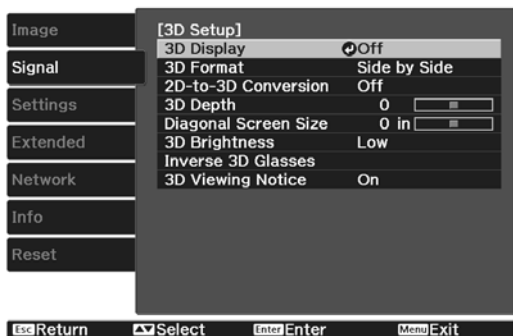 Image
Signal
Settings
Extended
Network
Info
Reset
[3D Setup]
3D Display Off
3D Format Side by Side
2D-to-3D Conversion Off
3D Depth 0
Diagonal Screen Size 0 in
3D Brightness Low
Inverse 3D Glasses
3D Viewing Notice On
Esc Return Select Enter Enter Menu Exit